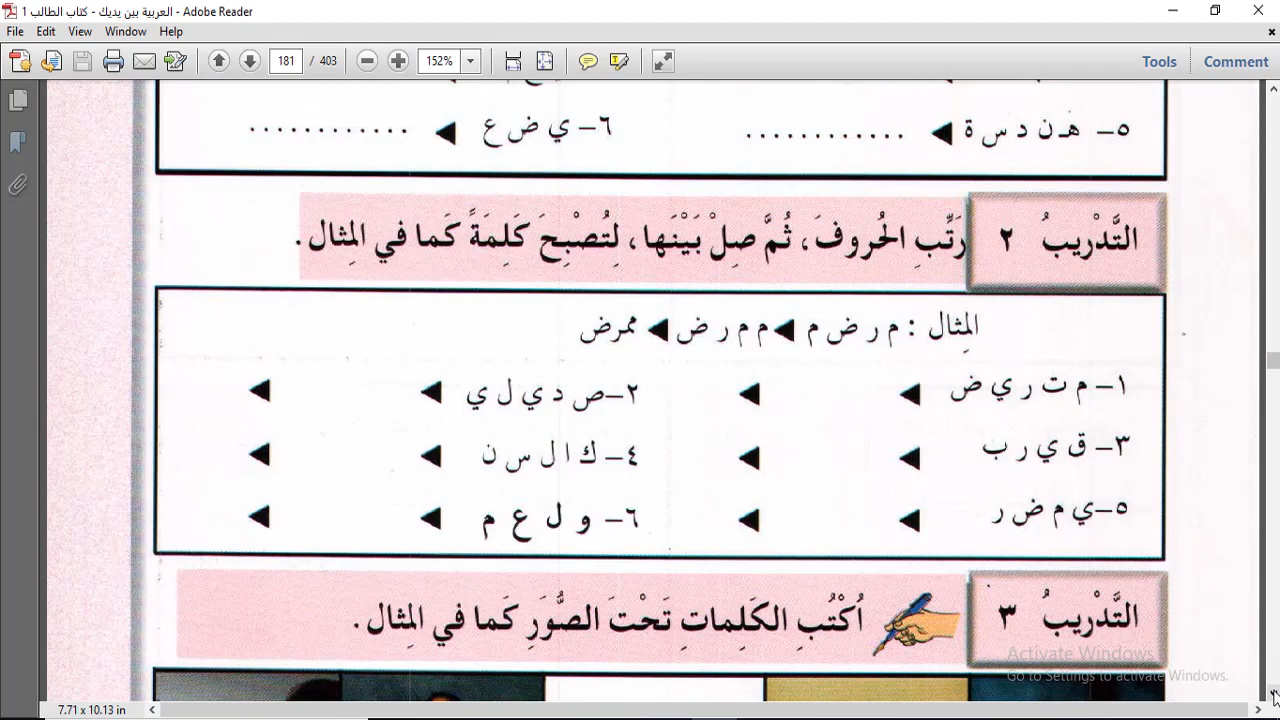 العربية بين يديك - كتاب الطالب 1 - Adobe Reader
File Edit View Window Help
181 / 403 152% Tools Comment
٥- هـ ن د س ة ◄ ............ ٦- ي ض ع ◄ ............
التَّدْريبُ ٢ رَتِّبِ الحُروفَ، ثُمَّ صِلْ بَيْنَها، لِتُصْبِحَ كَلِمَةً كَما في المِثال.
المِثال : م ر ض م ◄ م م ر ض ◄ ممرض
١- م ت ر ي ض ◄ ◄ ٢- ص د ي ل ي ◄ ◄
٣- ق ي ر ب ◄ ◄ ٤- ك ا ل س ن ◄ ◄
٥- ي م ض ر ◄ ◄ ٦- و ل ع م ◄ ◄
التَّدْريبُ ٣ اُكْتُبِ الكَلِماتِ تَحْتَ الصُّوَرِ كَما في المِثال.
Activate Windows
Go to Settings to activate Windows.
7.71 x 10.13 in